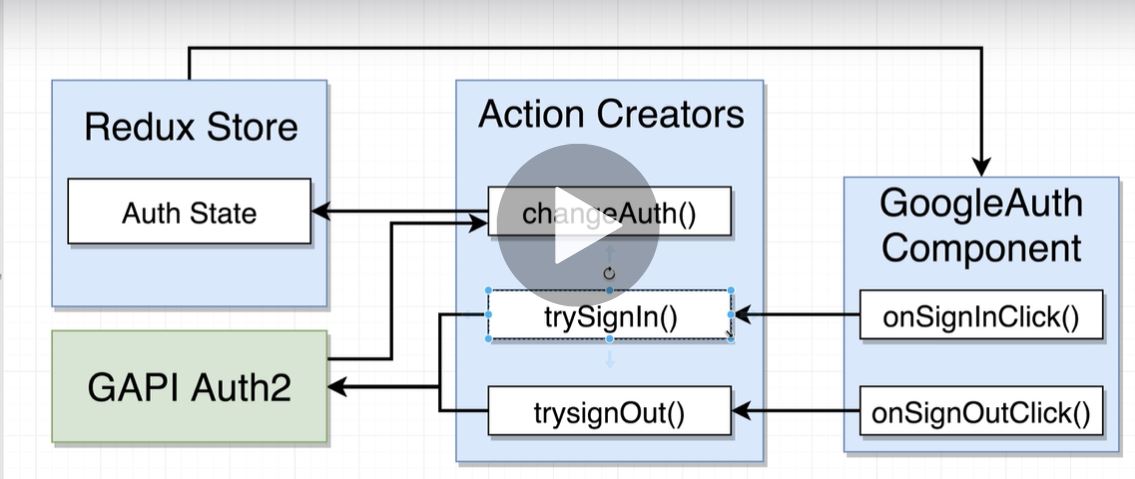 Redux Store
Auth State
GAPI Auth2
Action Creators
changeAuth()
trySignIn()
trysignOut()
GoogleAuth
Component
onSignInClick()
onSignOutClick()